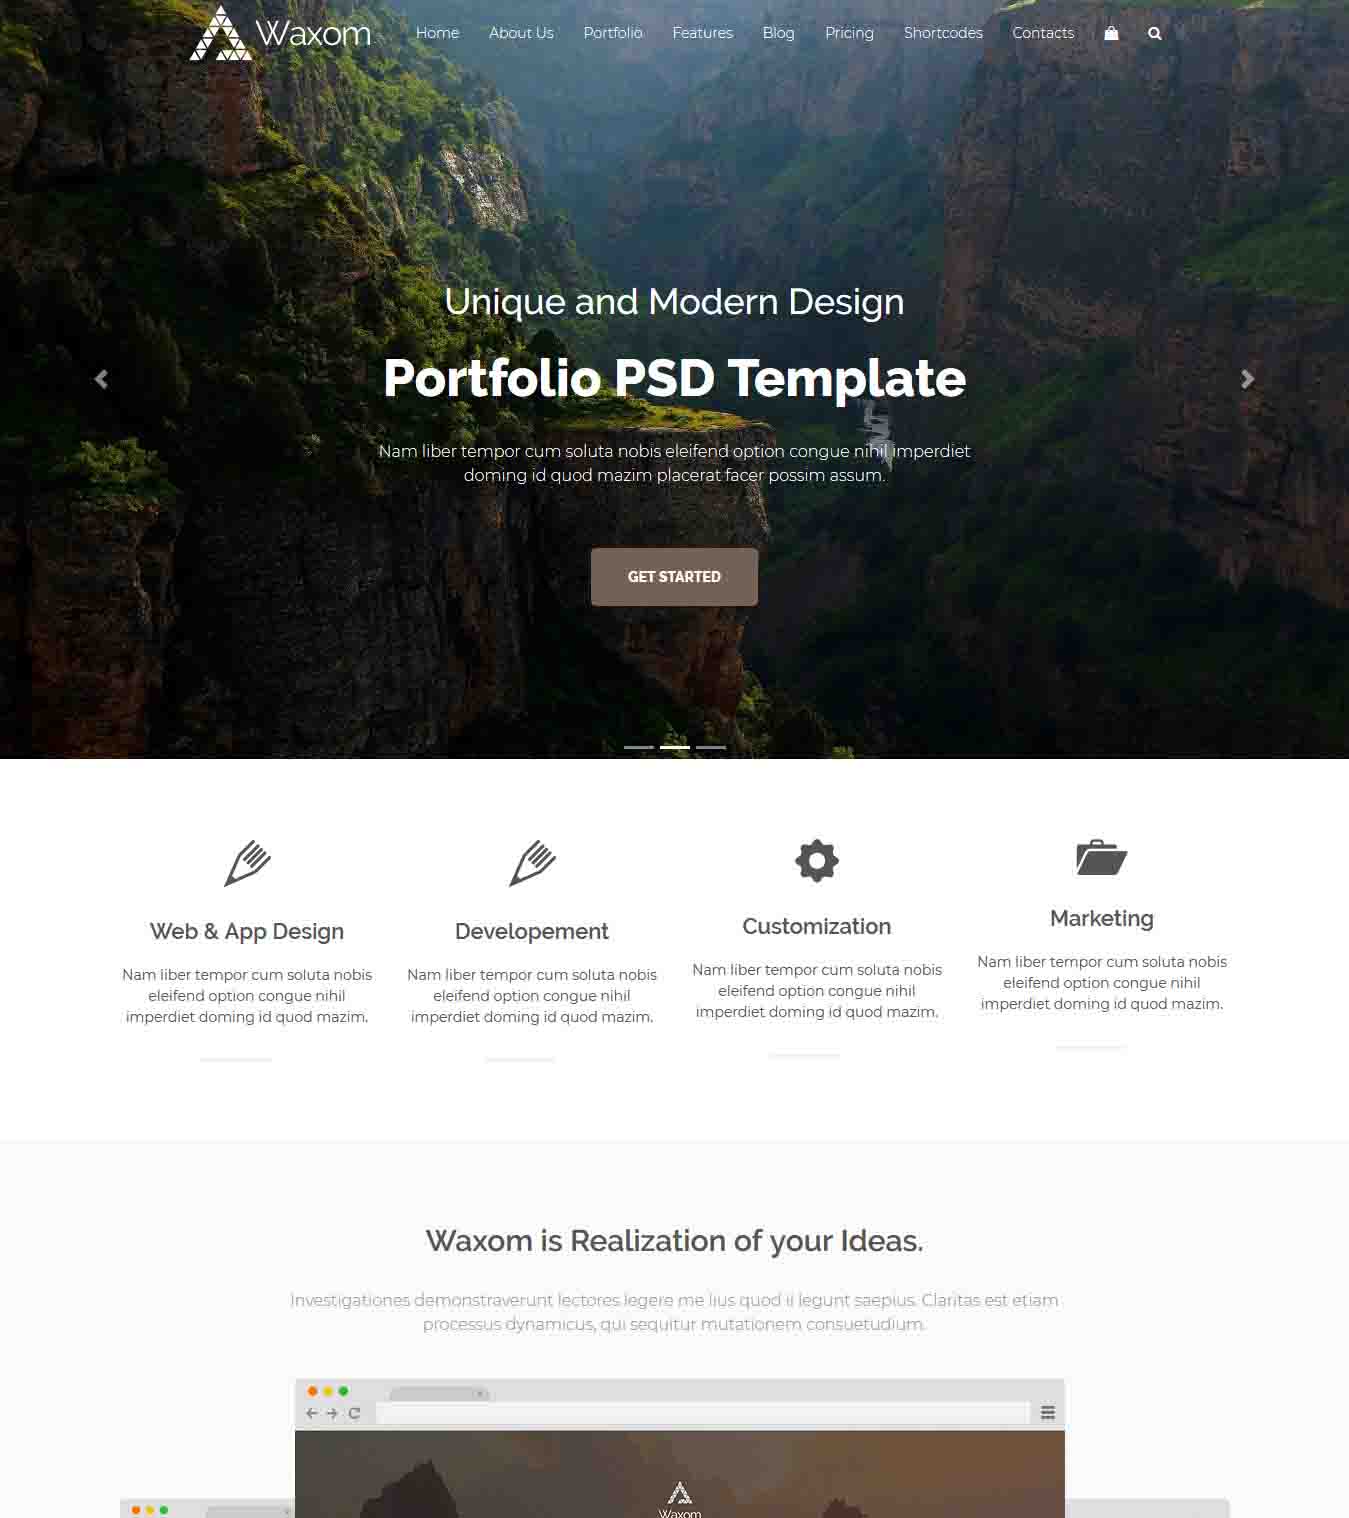 Waxom Home About Us Portfolio Features Blog Pricing Shortcodes Contacts
Unique and Modern Design
Portfolio PSD Template
Nam liber tempor cum soluta nobis eleifend option congue nihil imperdiet
doming id quod mazim placerat facer possim assum.
GET STARTED
Web & App Design
Nam liber tempor cum soluta nobis
eleifend option congue nihil
imperdiet doming id quod mazim.
Developement
Nam liber tempor cum soluta nobis
eleifend option congue nihil
imperdiet doming id quod mazim.
Customization
Nam liber tempor cum soluta nobis
eleifend option congue nihil
imperdiet doming id quod mazim.
Marketing
Nam liber tempor cum soluta nobis
eleifend option congue nihil
imperdiet doming id quod mazim.
Waxom is Realization of your Ideas.
Investigationes demonstraverunt lectores legere me lius quod ii legunt saepius. Claritas est etiam
processus dynamicus, qui sequitur mutationem consuetudium.
Waxom